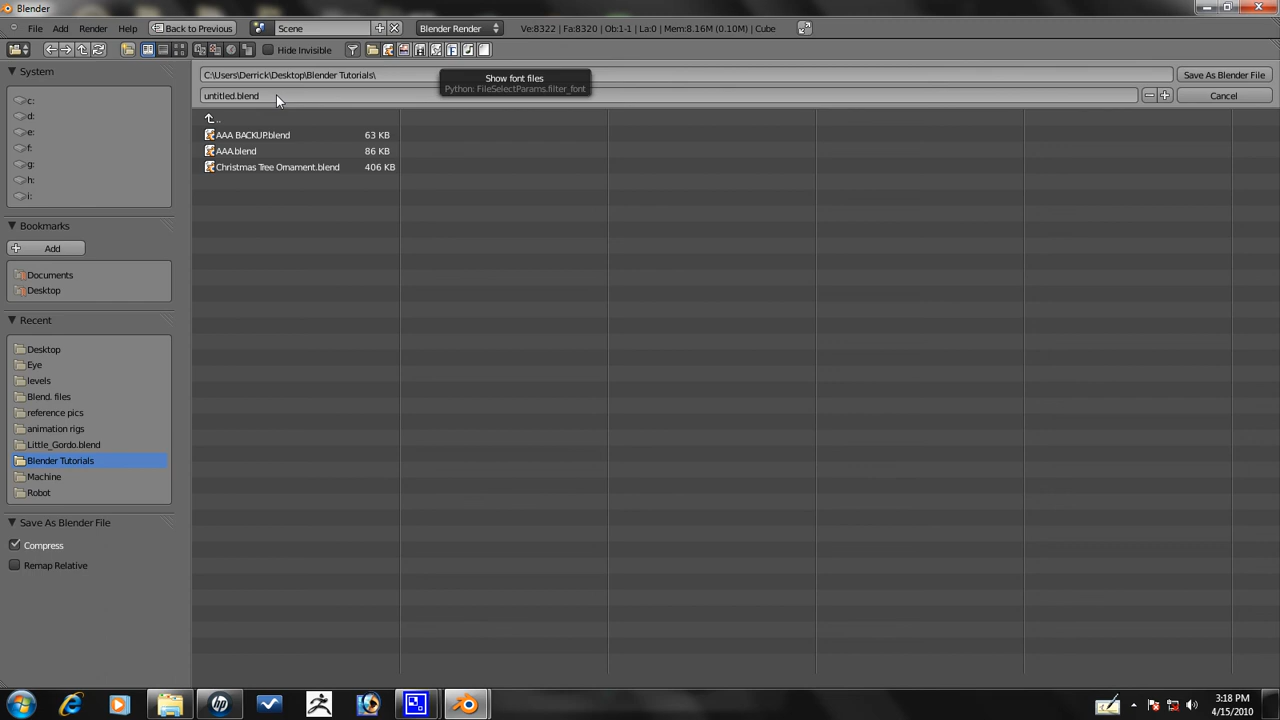 Blender
File Add Render Help Back to Previous Scene Blender Render Ve:8322 | Fa:8320 | Ob:1-1 | La:0 | Mem:8.16M (0.10M) | Cube
Hide Invisible
System
c:
d:
e:
f:
g:
h:
i:
Bookmarks
Add
Documents
Desktop
Recent
Desktop
Eye
levels
Blend. files
reference pics
animation rigs
Little_Gordo.blend
Blender Tutorials
Machine
Robot
Save As Blender File
Compress
Remap Relative
C:\Users\Derrick\Desktop\Blender Tutorials\ Save As Blender File
Show font files
Python: FileSelectParams.filter_font
untitled.blend Cancel
..
AAA BACKUP.blend 63 KB
AAA.blend 86 KB
Christmas Tree Ornament.blend 406 KB
3:18 PM
4/15/2010